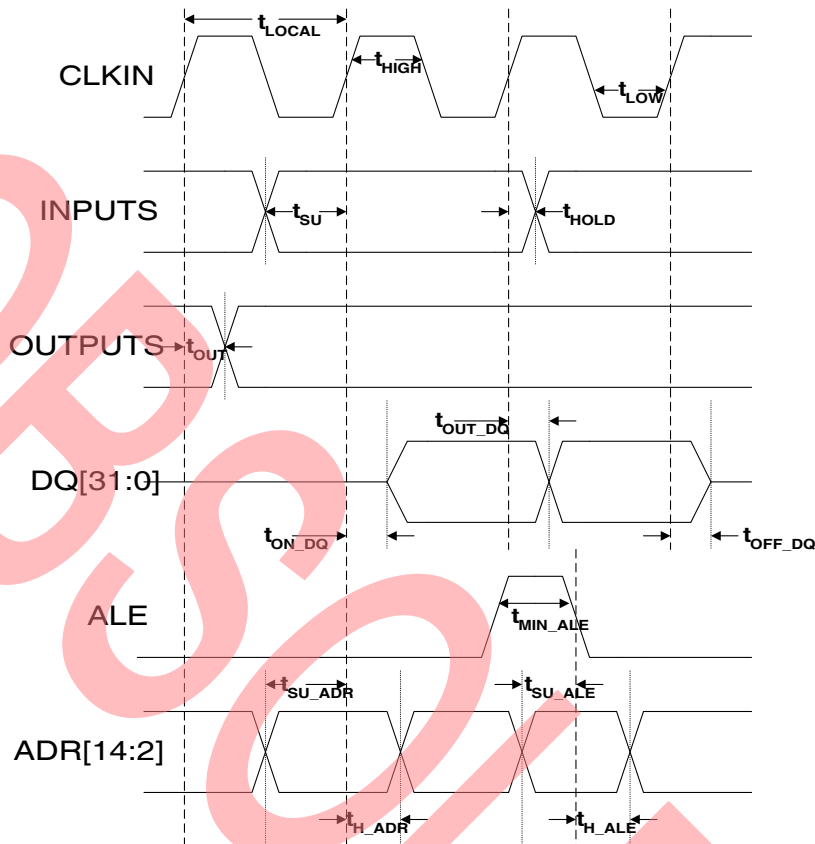 tLOCAL
CLKIN
tHIGH
tLOW
INPUTS
tSU
tHOLD
OUTPUTS
tOUT
tOUT_DQ
DQ[31:0]
tON_DQ
tOFF_DQ
ALE
tMIN_ALE
tSU_ADR
tSU_ALE
ADR[14:2]
tH_ADR
tH_ALE